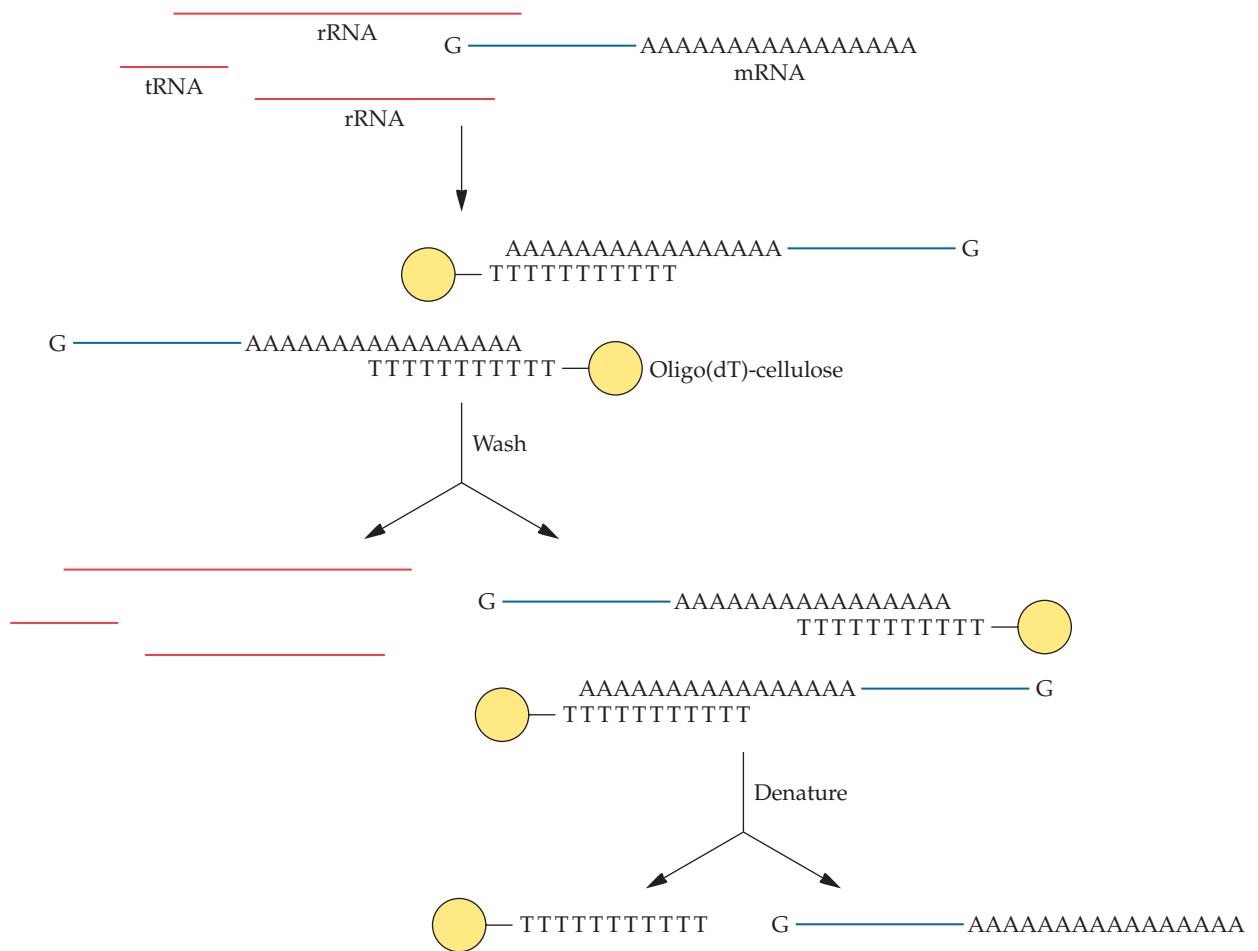 rRNA
G AAAAAAAAAAAAAAAA
mRNA
tRNA
rRNA
AAAAAAAAAAAAAAAA G
TTTTTTTTTTT
G AAAAAAAAAAAAAAAA
TTTTTTTTTTT Oligo(dT)-cellulose
Wash
G AAAAAAAAAAAAAAAA
TTTTTTTTTTT
AAAAAAAAAAAAAAAA G
TTTTTTTTTTT
Denature
TTTTTTTTTTT G AAAAAAAAAAAAAAAA